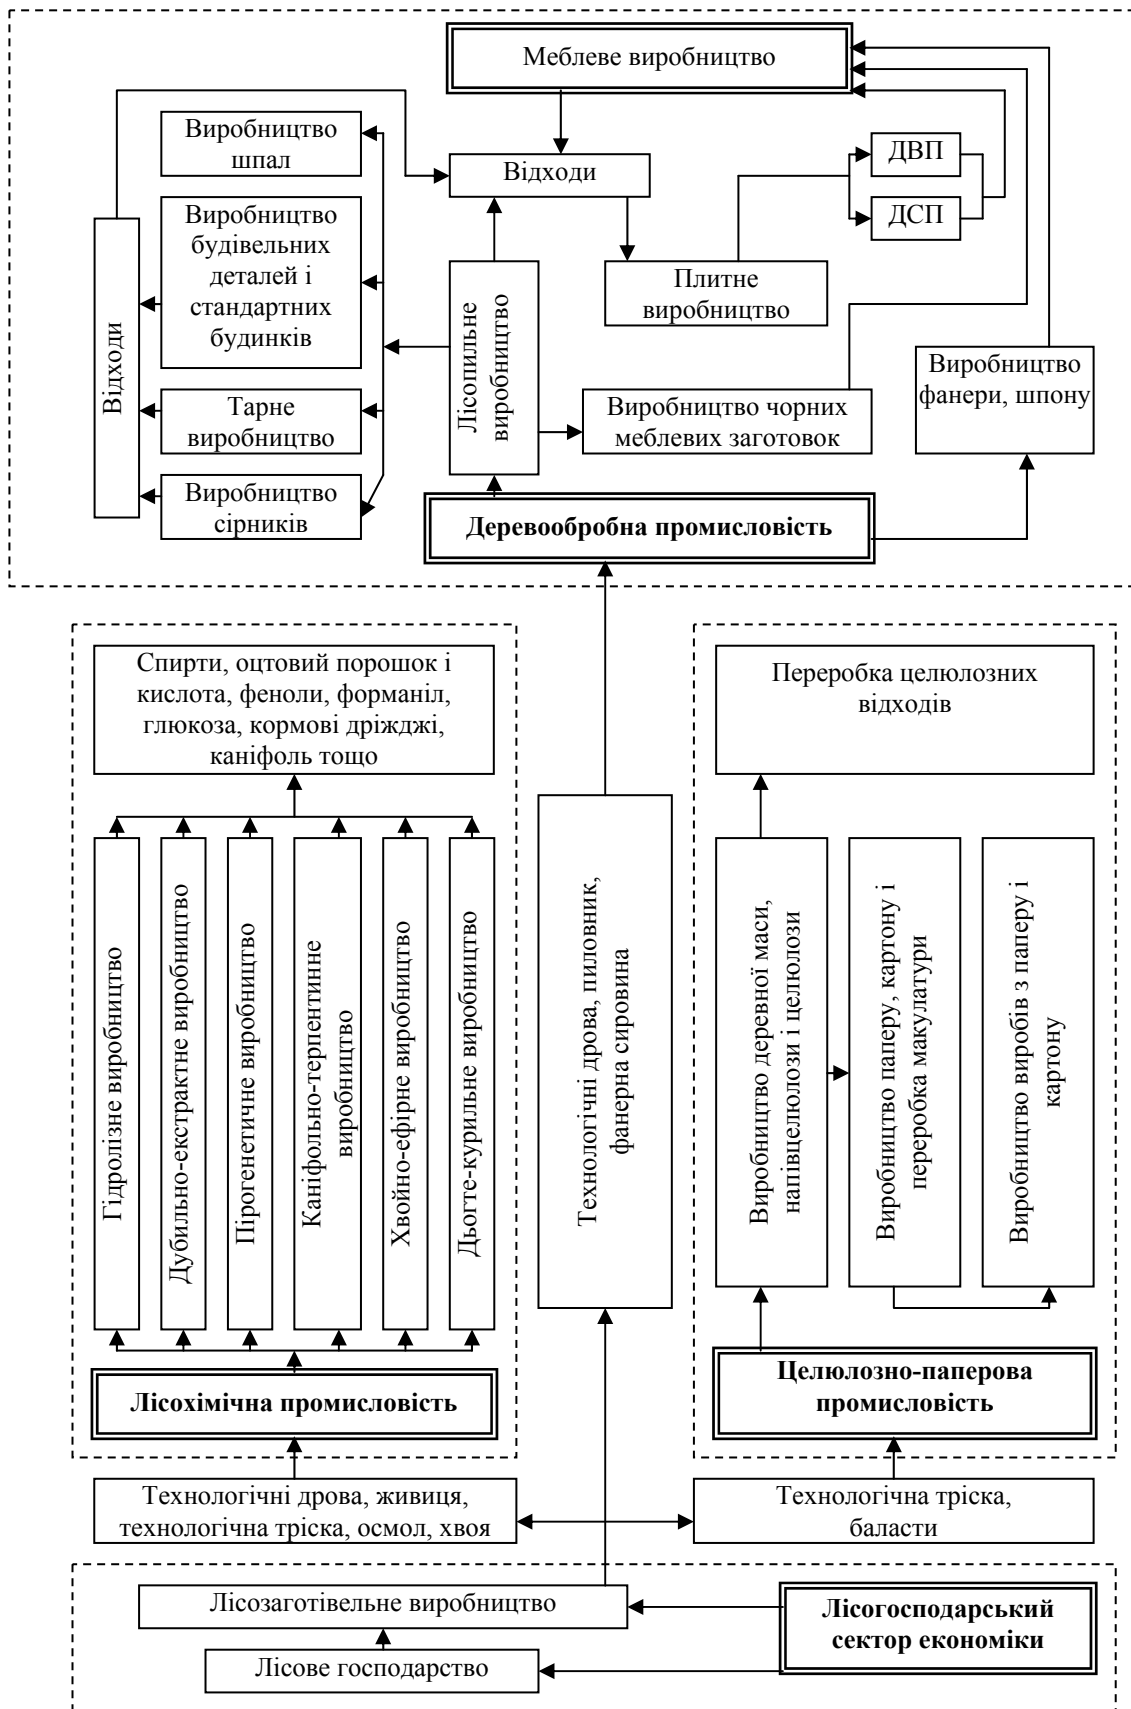 Меблеве виробництво
Виробництво
шпал
Відходи
ДВП
ДСП
Виробництво
будівельних
деталей і
стандартних
будинків
Плитне
виробництво
Відходи
Лісопильне
виробництво
Виробництво
фанери, шпону
Тарне
виробництво
Виробництво чорних
меблевих заготовок
Виробництво
сірників
Деревообробна промисловість
Спирти, оцтовий порошок і
кислота, феноли, форманіл,
глюкоза, кормові дріжджі,
каніфоль тощо
Переробка целюлозних
відходів
Гідролізне виробництво
Дубильно-екстрактне виробництво
Пірогенетичне виробництво
Каніфольно-терпентинне
виробництво
Хвойно-ефірне виробництво
Дьогте-курильне виробництво
Технологічні дрова, пиловник,
фанерна сировина
Виробництво деревної маси,
напівцелюлози і целюлози
Виробництво паперу, картону і
переробка макулатури
Виробництво виробів з паперу і
картону
Лісохімічна промисловість
Целюлозно-паперова
промисловість
Технологічні дрова, живиця,
технологічна тріска, осмол, хвоя
Технологічна тріска,
баласти
Лісозаготівельне виробництво
Лісогосподарський
сектор економіки
Лісове господарство